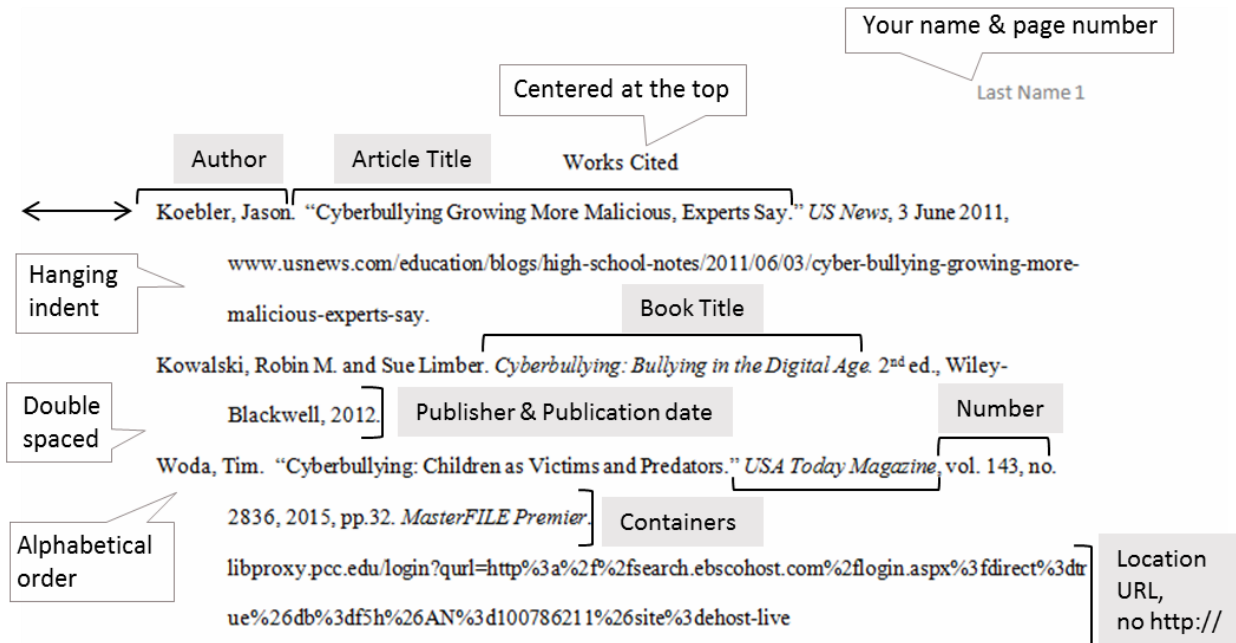 Your name & page number
Last Name 1
Centered at the top
Author
Article Title
Works Cited
Koebler, Jason.  “Cyberbullying Growing More Malicious, Experts Say.” US News, 3 June 2011,
www.usnews.com/education/blogs/high-school-notes/2011/06/03/cyber-bullying-growing-more-
malicious-experts-say.
Hanging
indent
Book Title
Kowalski, Robin M. and Sue Limber. Cyberbullying: Bullying in the Digital Age. 2nd ed., Wiley-
Blackwell, 2012.
Publisher & Publication date
Number
Double
spaced
Woda, Tim.  “Cyberbullying: Children as Victims and Predators.” USA Today Magazine, vol. 143, no.
2836, 2015, pp.32. MasterFILE Premier.
Containers
Alphabetical
order
libproxy.pcc.edu/login?qurl=http%3a%2f%2fsearch.ebscohost.com%2flogin.aspx%3fdirect%3dtr
ue%26db%3df5h%26AN%3d100786211%26site%3dehost-live
Location
URL,
no http://